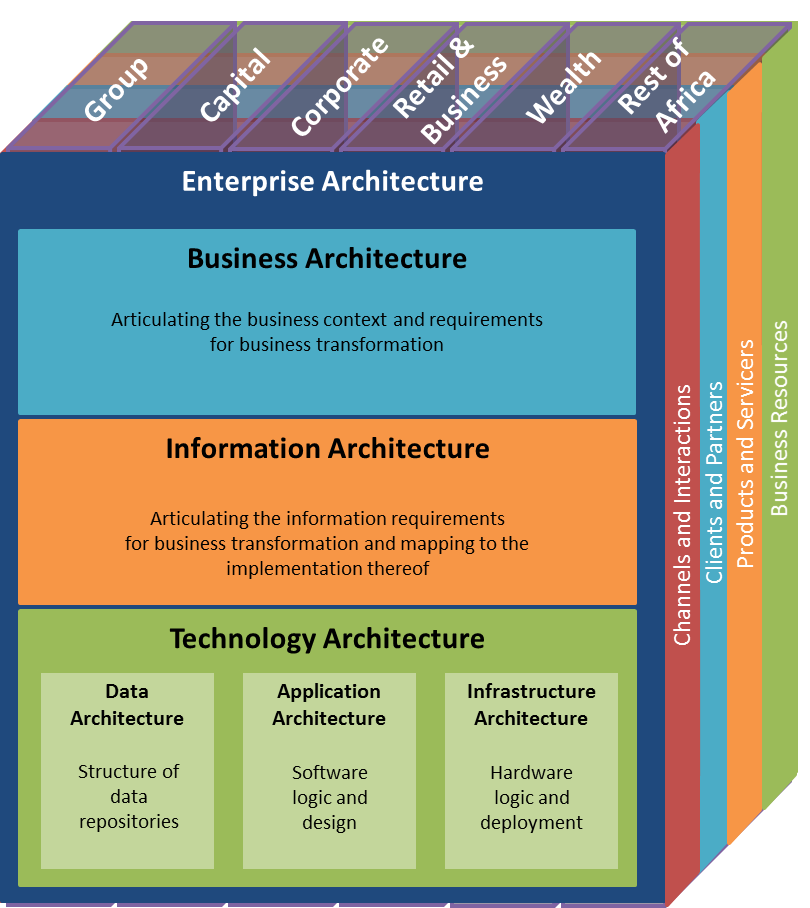 Group
Capital
Corporate
Retail &
Business
Wealth
Rest of
Africa
Enterprise Architecture
Business Architecture
Articulating the business context and requirements
for business transformation
Information Architecture
Articulating the information requirements
for business transformation and mapping to the
implementation thereof
Technology Architecture
Data
Architecture
Structure of
data
repositories
Application
Architecture
Software
logic and
design
Infrastructure
Architecture
Hardware
logic and
deployment
Channels and Interactions
Clients and Partners
Products and Servicers
Business Resources